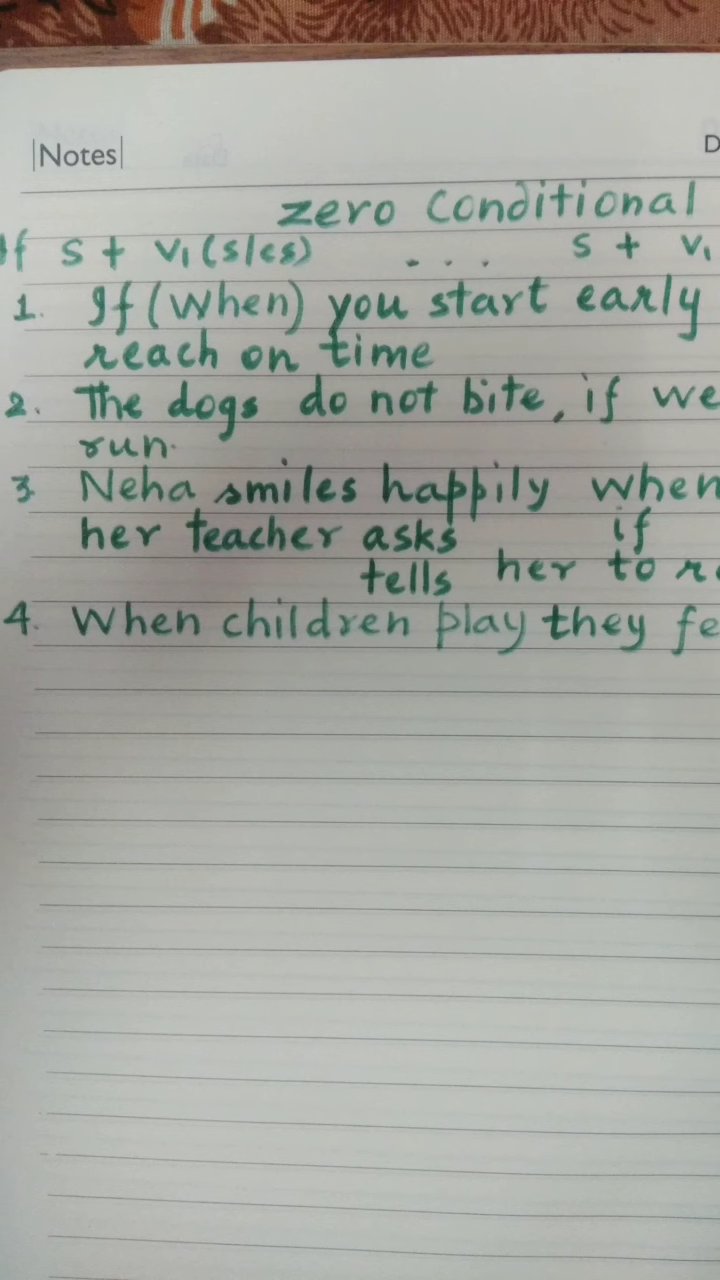 |Notes| D
zero Conditional
If S + V1 (s/es) ... S + V1
1. If (when) you start early
reach on time
2. The dogs do not bite, if we
run.
3 Neha smiles happily when
her teacher asks if
tells her to r
4. When children play they fe